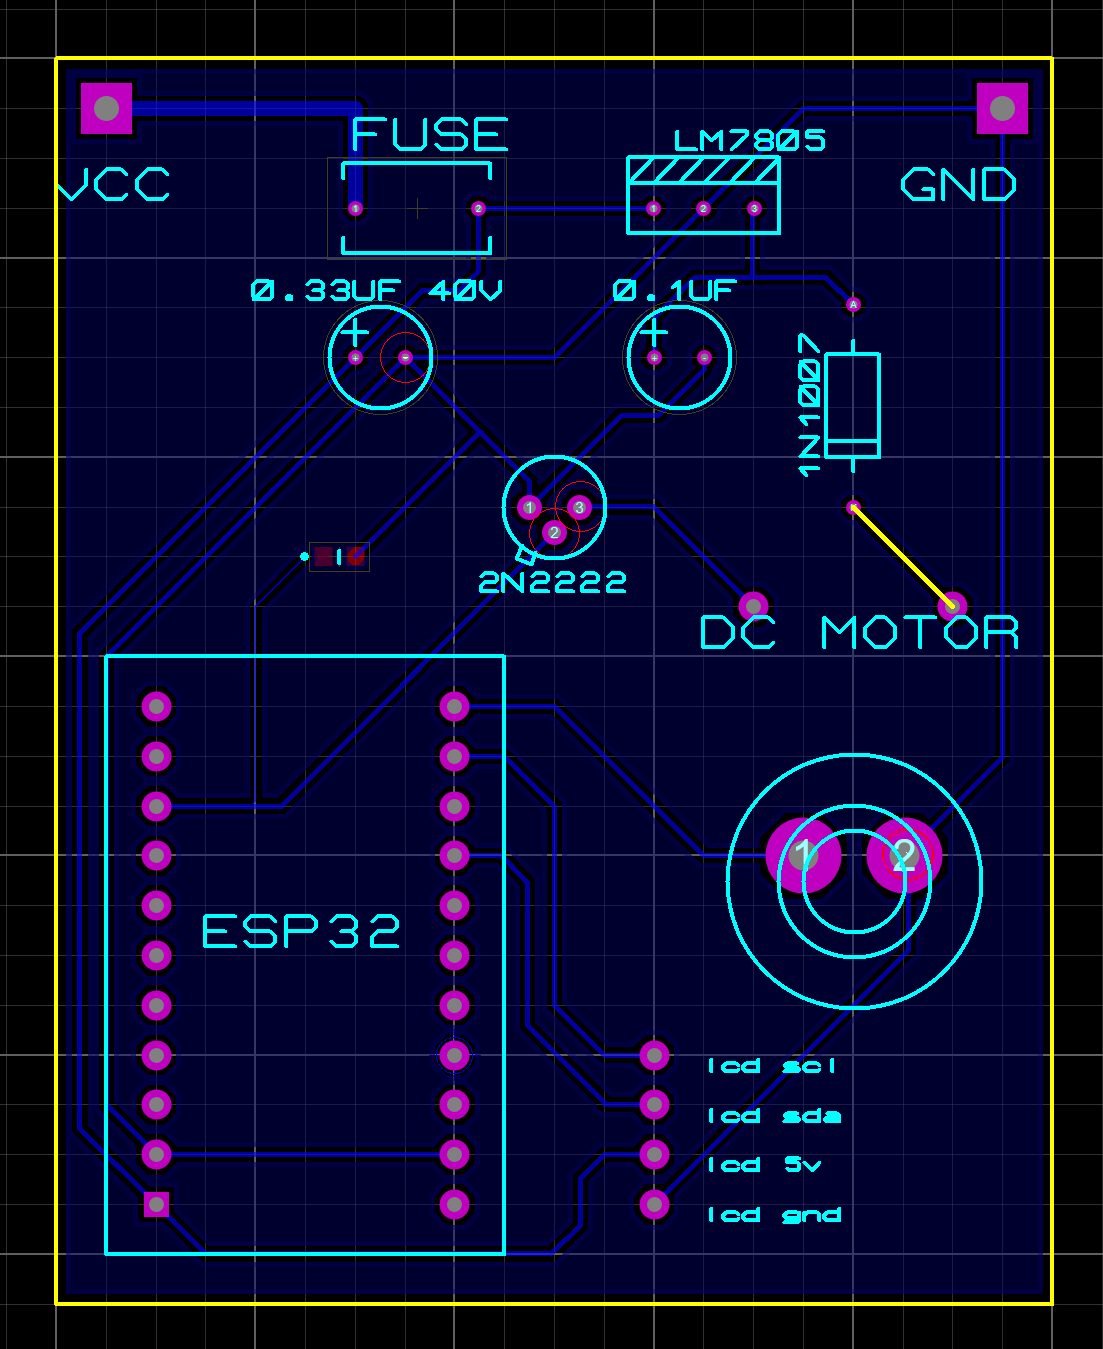 FUSE
LM7805
VCC
GND
1
2
1
2
3
0.33UF 40V
0.1UF
A
+
-
+
-
1N1007
1
3
2
2N2222
DC MOTOR
1
2
ESP32
lcd scl
lcd sda
lcd 5v
lcd gnd